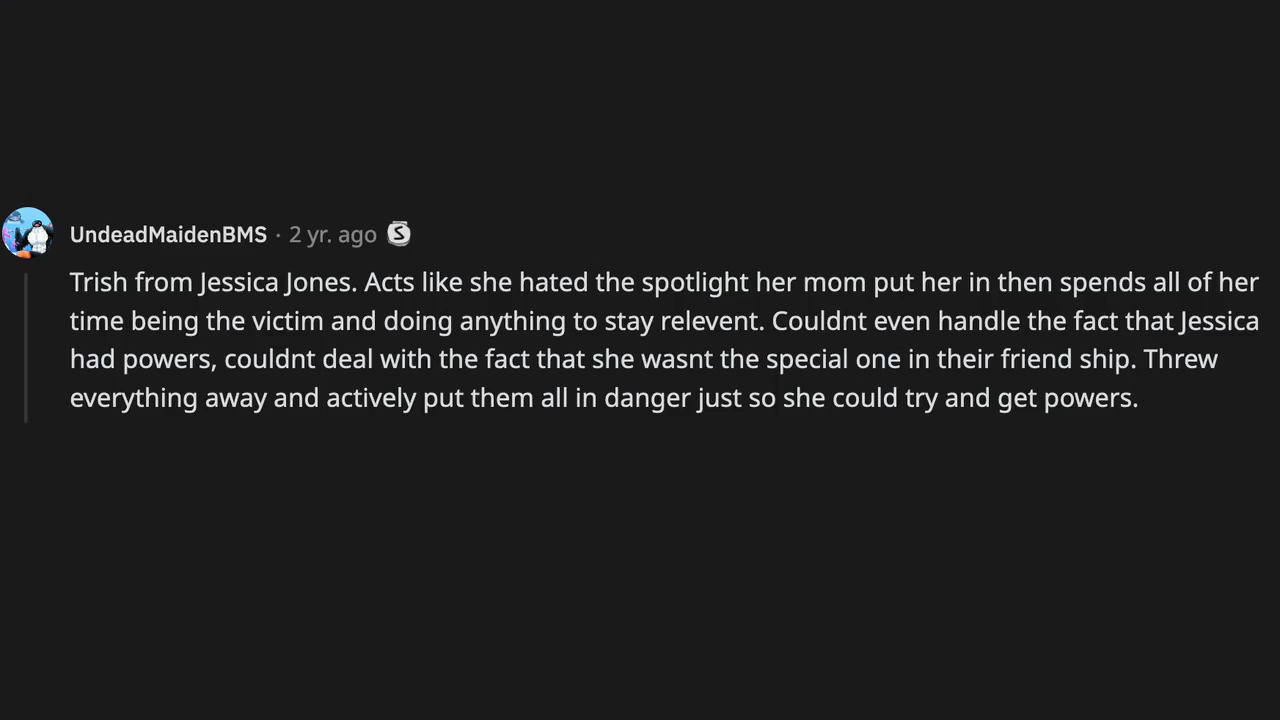 UndeadMaidenBMS · 2 yr. ago
Trish from Jessica Jones. Acts like she hated the spotlight her mom put her in then spends all of her
time being the victim and doing anything to stay relevent. Couldnt even handle the fact that Jessica
had powers, couldnt deal with the fact that she wasnt the special one in their friend ship. Threw
everything away and actively put them all in danger just so she could try and get powers.